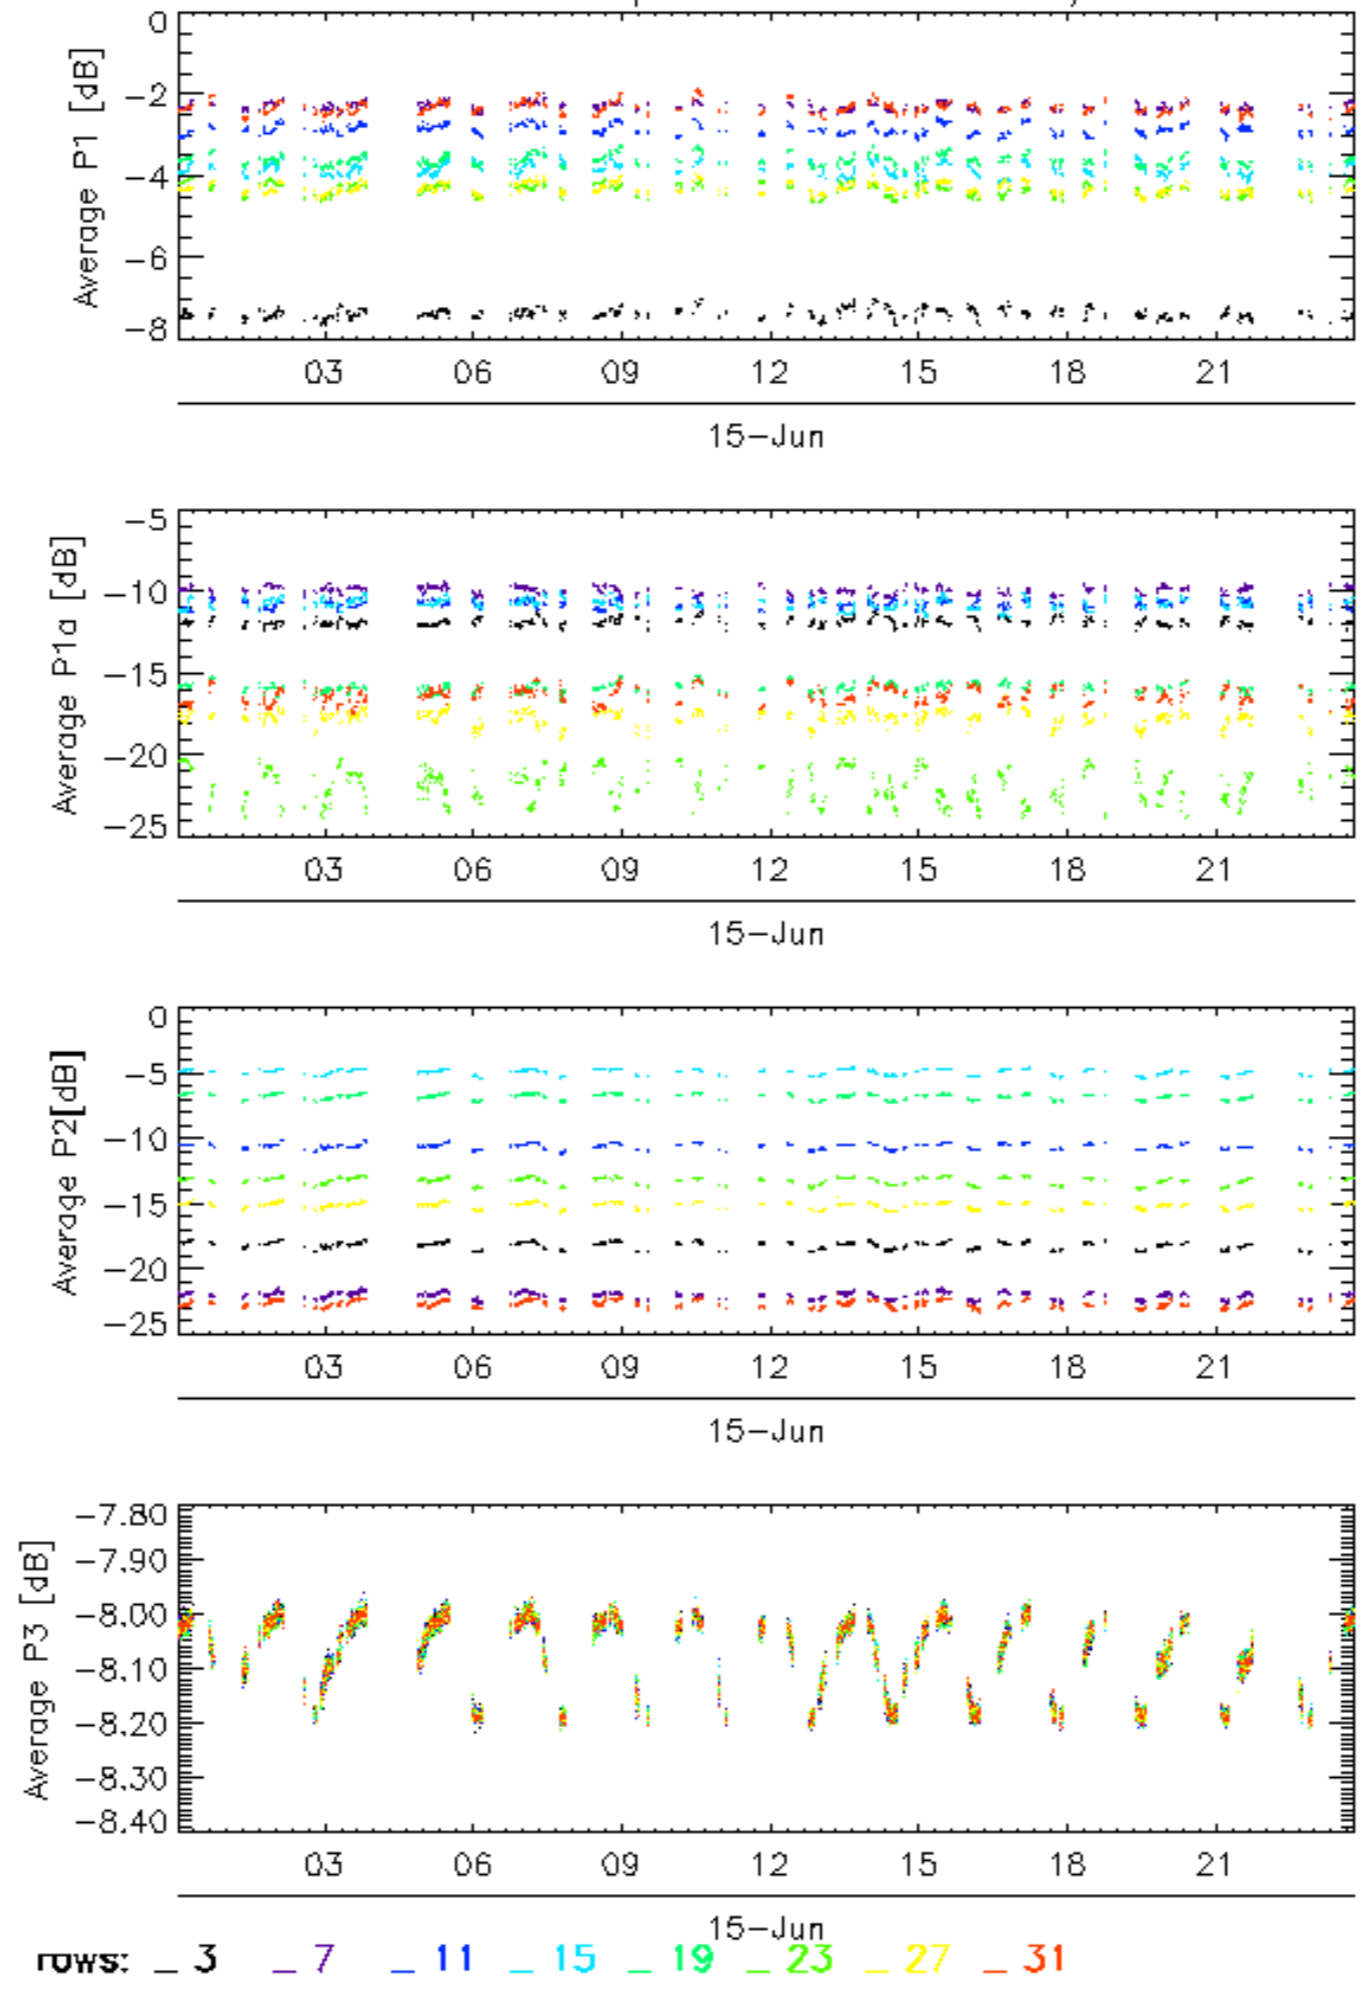 Average P1 [dB]
0
-2
-4
-6
-8
03 06 09 12 15 18 21
15-Jun
Average P1a [dB]
-5
-10
-15
-20
-25
03 06 09 12 15 18 21
15-Jun
Average P2[dB]
0
-5
-10
-15
-20
-25
03 06 09 12 15 18 21
15-Jun
Average P3 [dB]
-7.80
-7.90
-8.00
-8.10
-8.20
-8.30
-8.40
03 06 09 12 15 18 21
15-Jun
rows: _ 3 _ 7 _ 11 _ 15 _ 19 _ 23 _ 27 _ 31